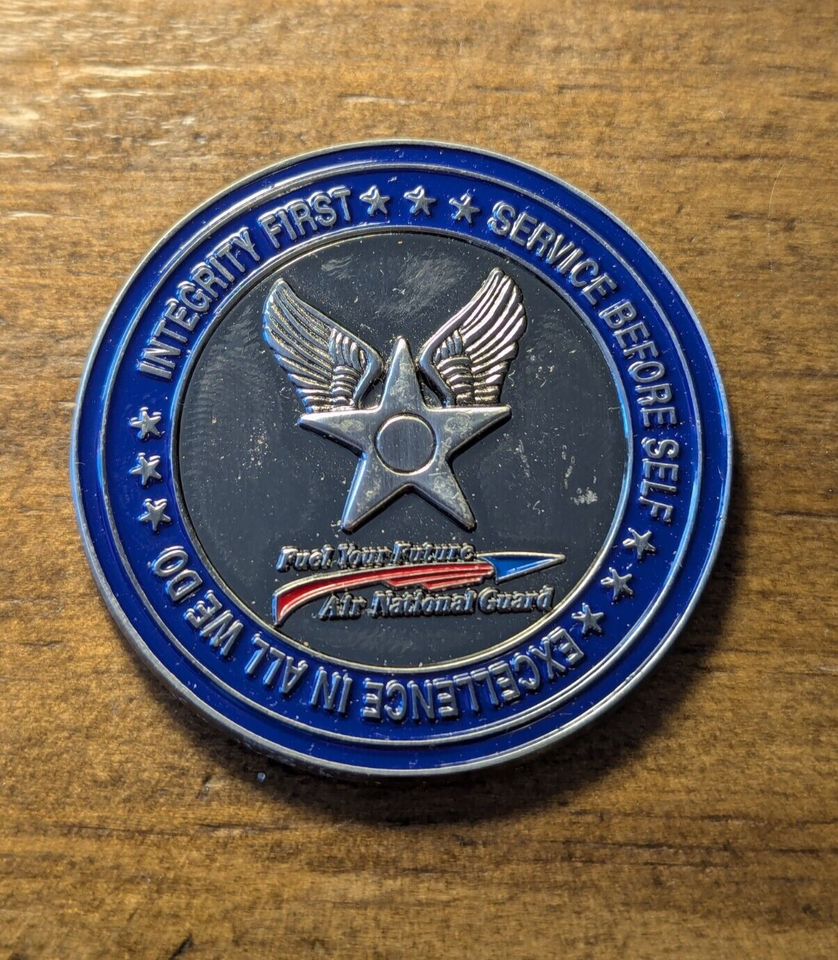 INTEGRITY FIRST
SERVICE BEFORE SELF
EXCELLENCE IN ALL WE DO
Fuel Your Future
Air National Guard